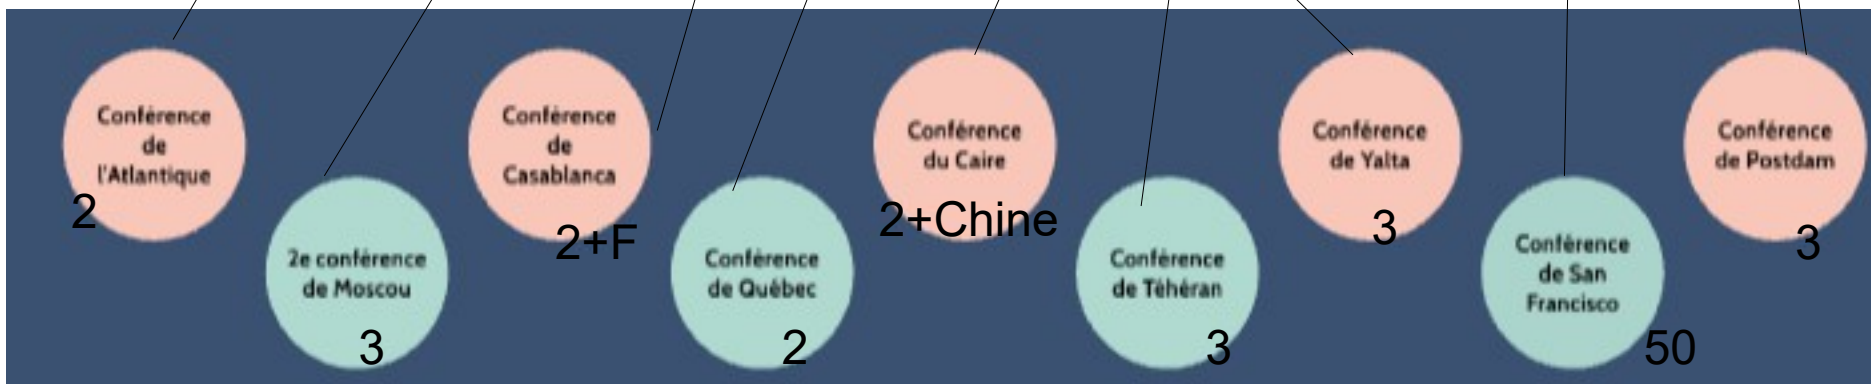 Conférence
de
l'Atlantique
2
2e conférence
de Moscou
3
Conférence
de
Casablanca
2+F
Conférence
de Québec
2
Conférence
du Caire
2+Chine
Conférence
de Téhéran
3
Conférence
de Yalta
3
Conférence
de San
Francisco
50
Conférence
de Postdam
3